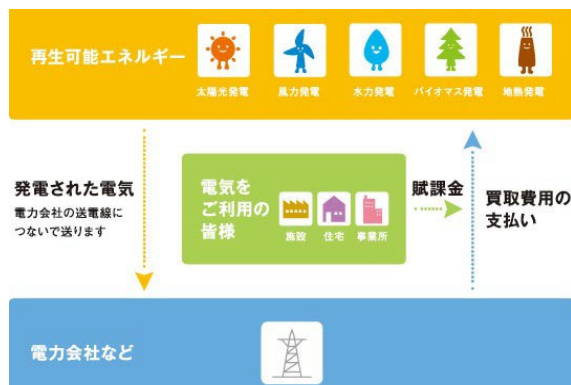 再生可能エネルギー
太陽光発電
風力発電
水力発電
バイオマス発電
地熱発電
発電された電気
電力会社の送電線に
つないで送ります
電気を
ご利用の
皆様
施設
住宅
事業所
賦課金
買取費用の
支払い
電力会社など